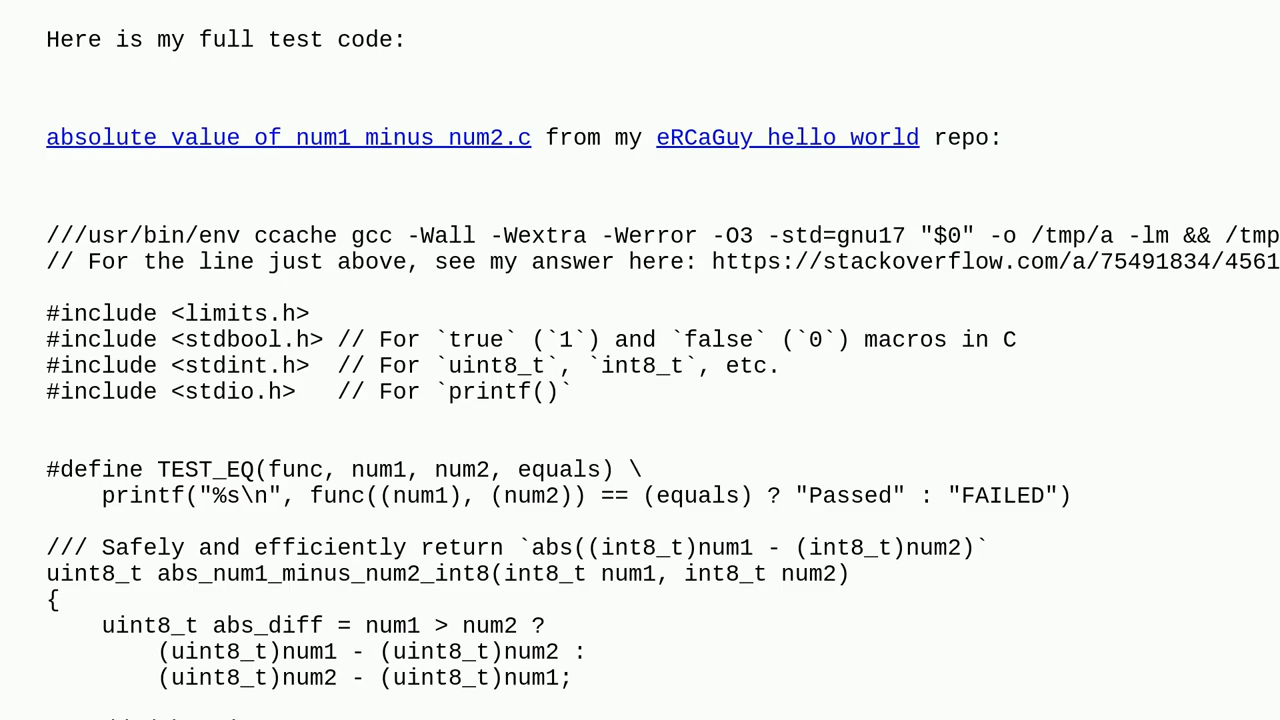 Here is my full test code:
absolute_value_of_num1_minus_num2.c from my eRCaGuy_hello_world repo:
///usr/bin/env ccache gcc -Wall -Wextra -Werror -O3 -std=gnu17 "$0" -o /tmp/a -lm && /tmp
// For the line just above, see my answer here: https://stackoverflow.com/a/75491834/4561
#include <limits.h>
#include <stdbool.h> // For `true` (`1`) and `false` (`0`) macros in C
#include <stdint.h>  // For `uint8_t`, `int8_t`, etc.
#include <stdio.h>   // For `printf()`
#define TEST_EQ(func, num1, num2, equals) \
    printf("%s\n", func((num1), (num2)) == (equals) ? "Passed" : "FAILED")
/// Safely and efficiently return `abs((int8_t)num1 - (int8_t)num2)`
uint8_t abs_num1_minus_num2_int8(int8_t num1, int8_t num2)
{
    uint8_t abs_diff = num1 > num2 ?
        (uint8_t)num1 - (uint8_t)num2 :
        (uint8_t)num2 - (uint8_t)num1;